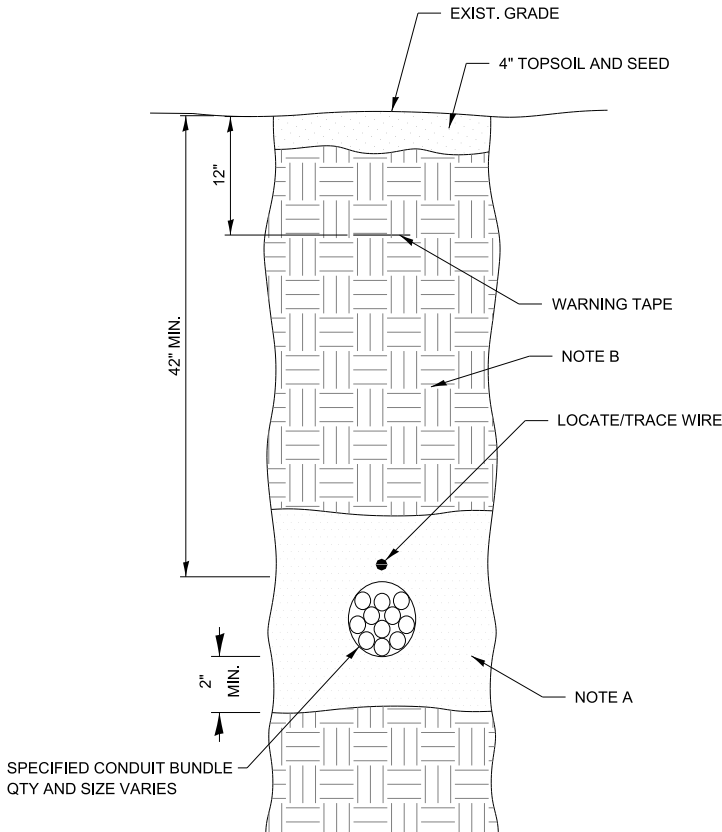 EXIST. GRADE
4" TOPSOIL AND SEED
12"
42" MIN.
WARNING TAPE
NOTE B
LOCATE/TRACE WIRE
2"
MIN.
NOTE A
SPECIFIED CONDUIT BUNDLE
QTY AND SIZE VARIES